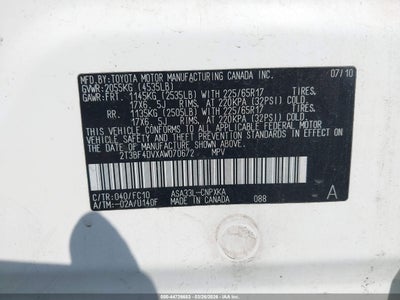 MFD.BY:TOYOTA MOTOR MANUFACTURING CANADA INC. 07/10
GVWR:2055KG (4535LB)
GAWR:FRT. 1145KG (2535LB) WITH 225/65R17 TIRES,
17X6.5J RIMS, AT 220KPA (32PSI) COLD
RR. 1135KG (2505LB) WITH 225/65R17 TIRES,
17X6.5J RIMS, AT 220KPA (32PSI) COLD
THIS VEHICLE CONFORMS TO ALL APPLICABLE FEDERAL MOTOR
VEHICLE SAFETY AND THEFT PREVENTION STANDARDS IN EFFECT
ON THE DATE OF MANUFACTURE SHOWN ABOVE.
2T3BF4DVXAW070672 MPV
C/TR:040/FC10 ASA33L-CNPXKA
A/TM:-02A/U140F MADE IN CANADA 088 A